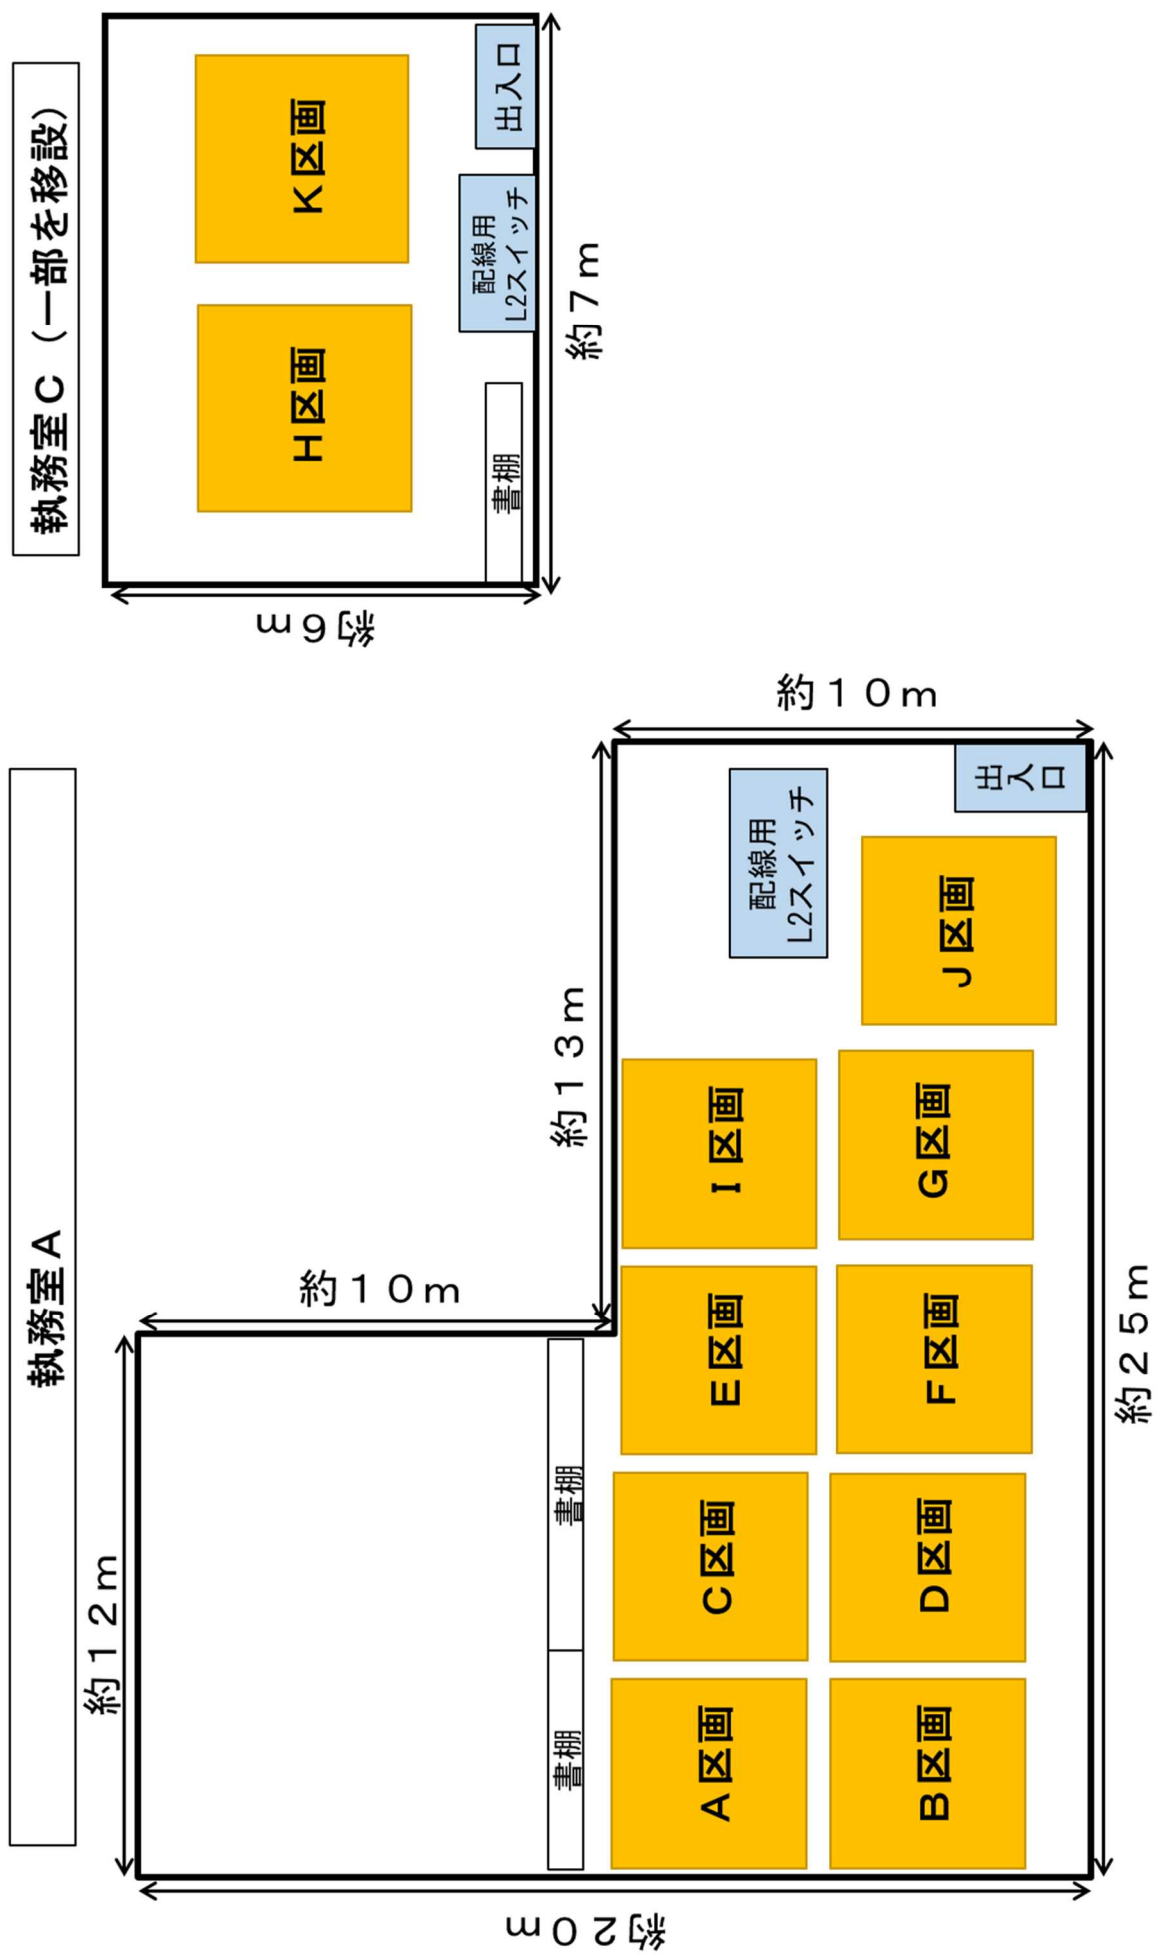 執務室A
約12m
約20m
約10m
書棚
書棚
約13m
A区画
C区画
E区画
I区画
配線用
L2スイッチ
約10m
B区画
D区画
F区画
G区画
J区画
出入口
約25m
執務室C（一部を移設）
約6m
H区画
K区画
書棚
配線用
L2スイッチ
出入口
約7m